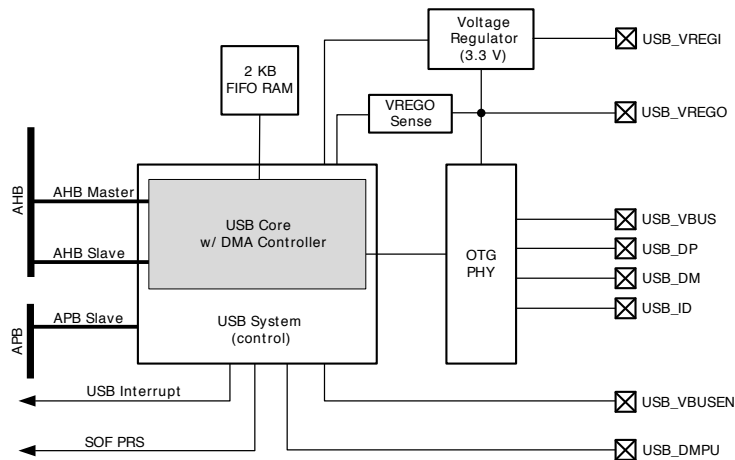 Voltage
Regulator
(3.3 V)
USB_VREGI
2 KB
FIFO RAM
VREGO
Sense
USB_VREGO
AHB
AHB Master
USB Core
w/ DMA Controller
AHB Slave
OTG
PHY
USB_VBUS
USB_DP
USB_DM
USB_ID
APB
APB Slave
USB System
(control)
USB Interrupt
USB_VBUSEN
SOF PRS
USB_DMPU